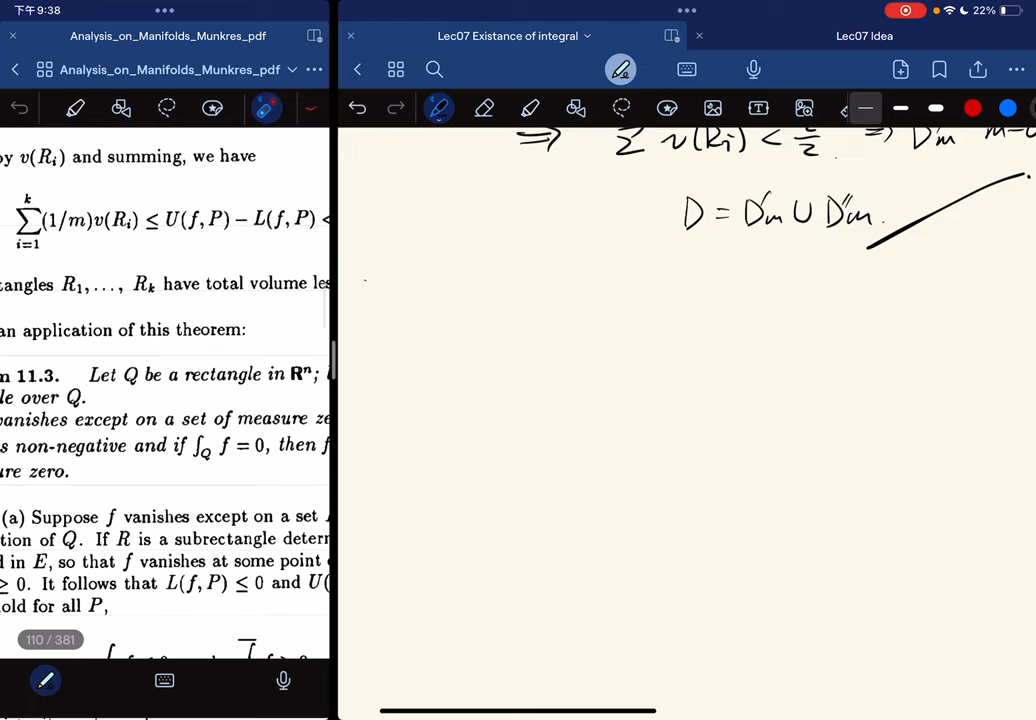 下午9:38
22%
Analysis_on_Manifolds_Munkres_pdf
Lec07 Existance of integral
Lec07 Idea
Analysis_on_Manifolds_Munkres_pdf
by v(Rᵢ) and summing, we have
k
∑(1/m)v(Rᵢ) ≤ U(f, P) − L(f, P) <
i=1
tangles R₁, . . . , Rₖ have total volume les
an application of this theorem:
m 11.3. Let Q be a rectangle in Rⁿ;
le over Q.
vanishes except on a set of measure ze
s non-negative and if ∫_Q f = 0, then f
ure zero.
(a) Suppose f vanishes except on a set
tion of Q. If R is a subrectangle deter
d in E, so that f vanishes at some point
≥ 0. It follows that L(f, P) ≤ 0 and U(
old for all P,
110 / 381
⟹ ∑ v(Rᵢ) <
D = D'm ∪ D''m.